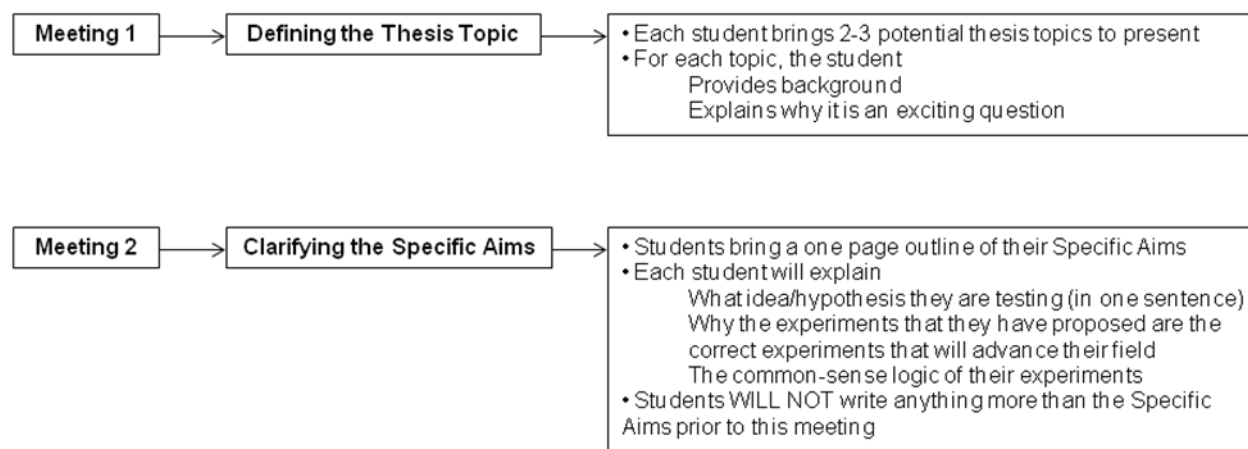 Meeting 1
Defining the Thesis Topic
• Each student brings 2-3 potential thesis topics to present
• For each topic, the student
Provides background
Explains why it is an exciting question
Meeting 2
Clarifying the Specific Aims
• Students bring a one page outline of their Specific Aims
• Each student will explain
What idea/hypothesis they are testing (in one sentence)
Why the experiments that they have proposed are the
correct experiments that will advance their field
The common-sense logic of their experiments
• Students WILL NOT write anything more than the Specific
Aims prior to this meeting